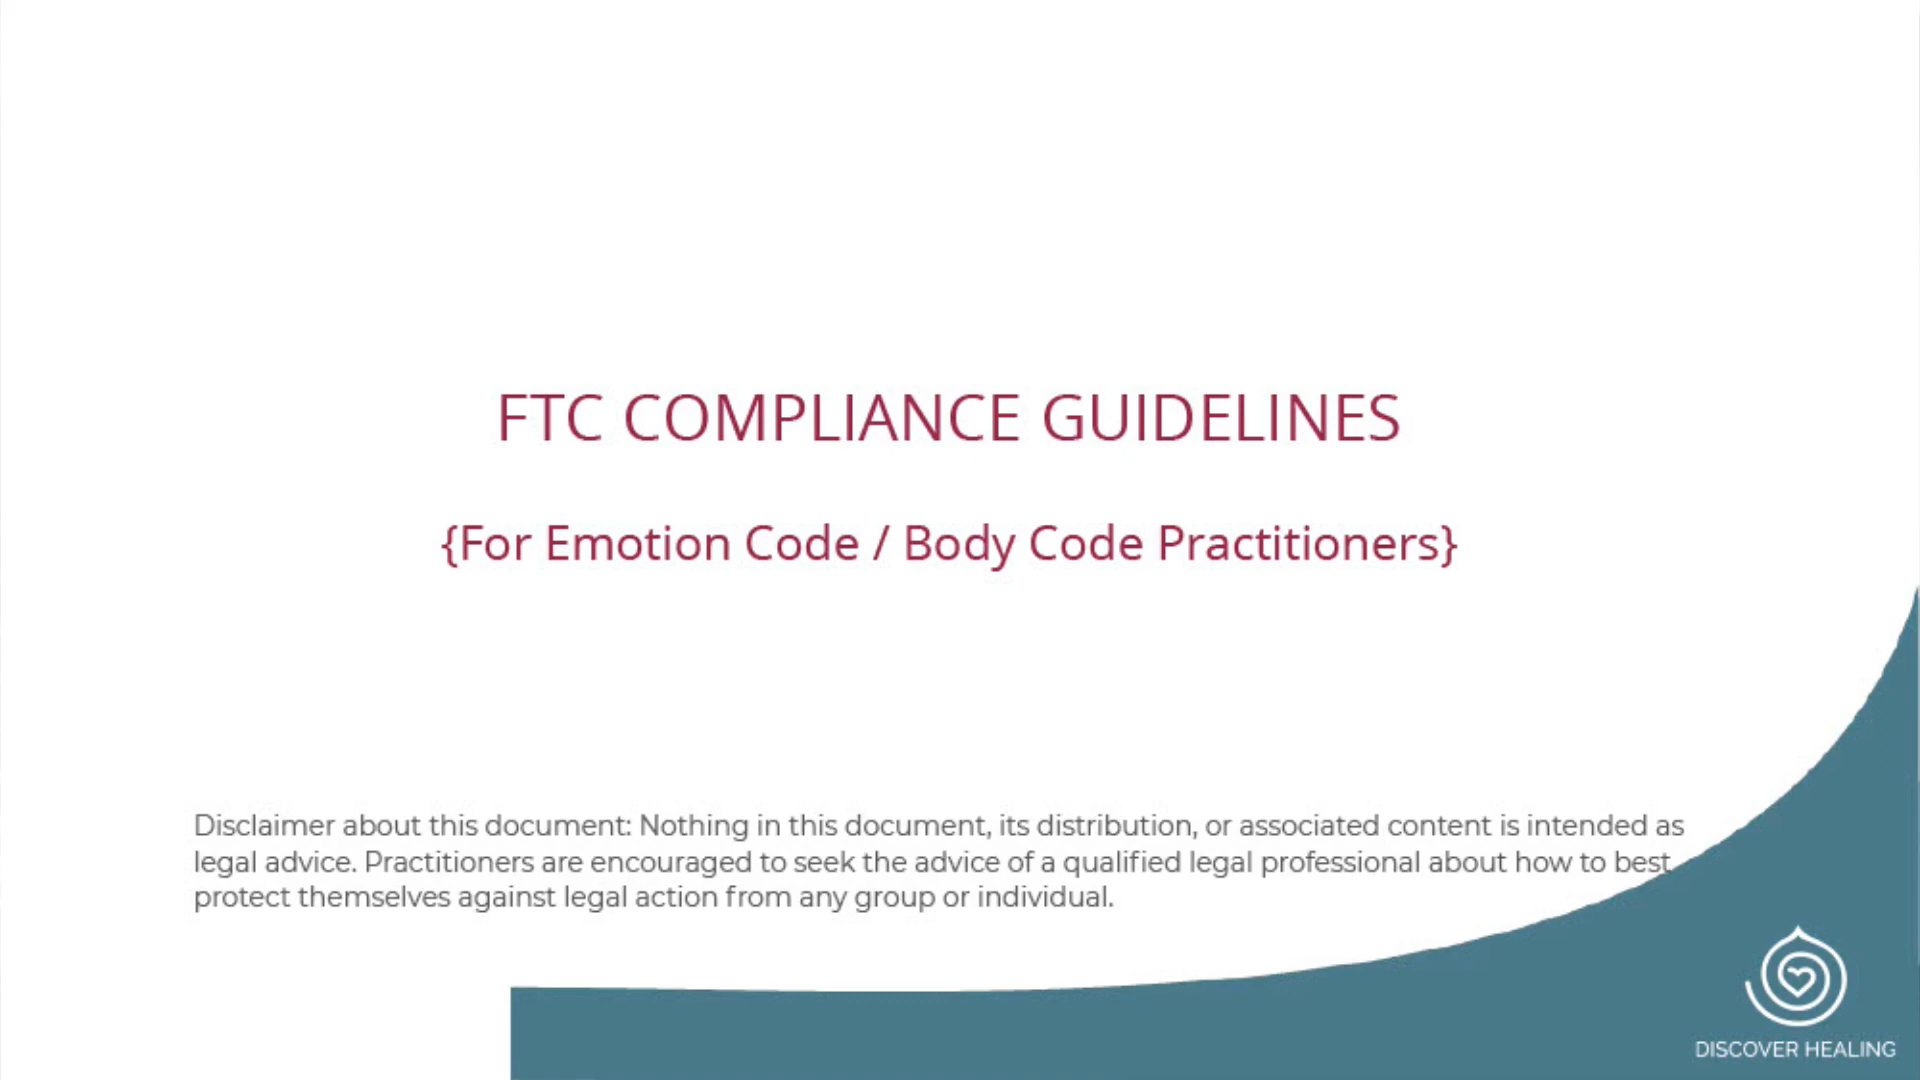 FTC COMPLIANCE GUIDELINES
{For Emotion Code / Body Code Practitioners}
Disclaimer about this document: Nothing in this document, its distribution, or associated content is intended as
legal advice. Practitioners are encouraged to seek the advice of a qualified legal professional about how to best
protect themselves against legal action from any group or individual.
DISCOVER HEALING